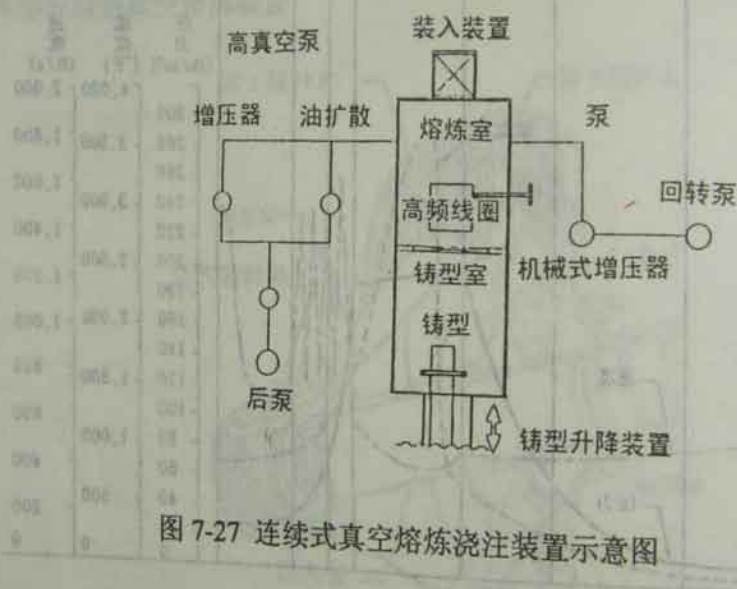 装入装置
高真空泵
增压器
油扩散
熔炼室
泵
高频线圈
回转泵
铸型室
机械式增压器
铸型
后泵
铸型升降装置
图 7-27 连续式真空熔炼浇注装置示意图